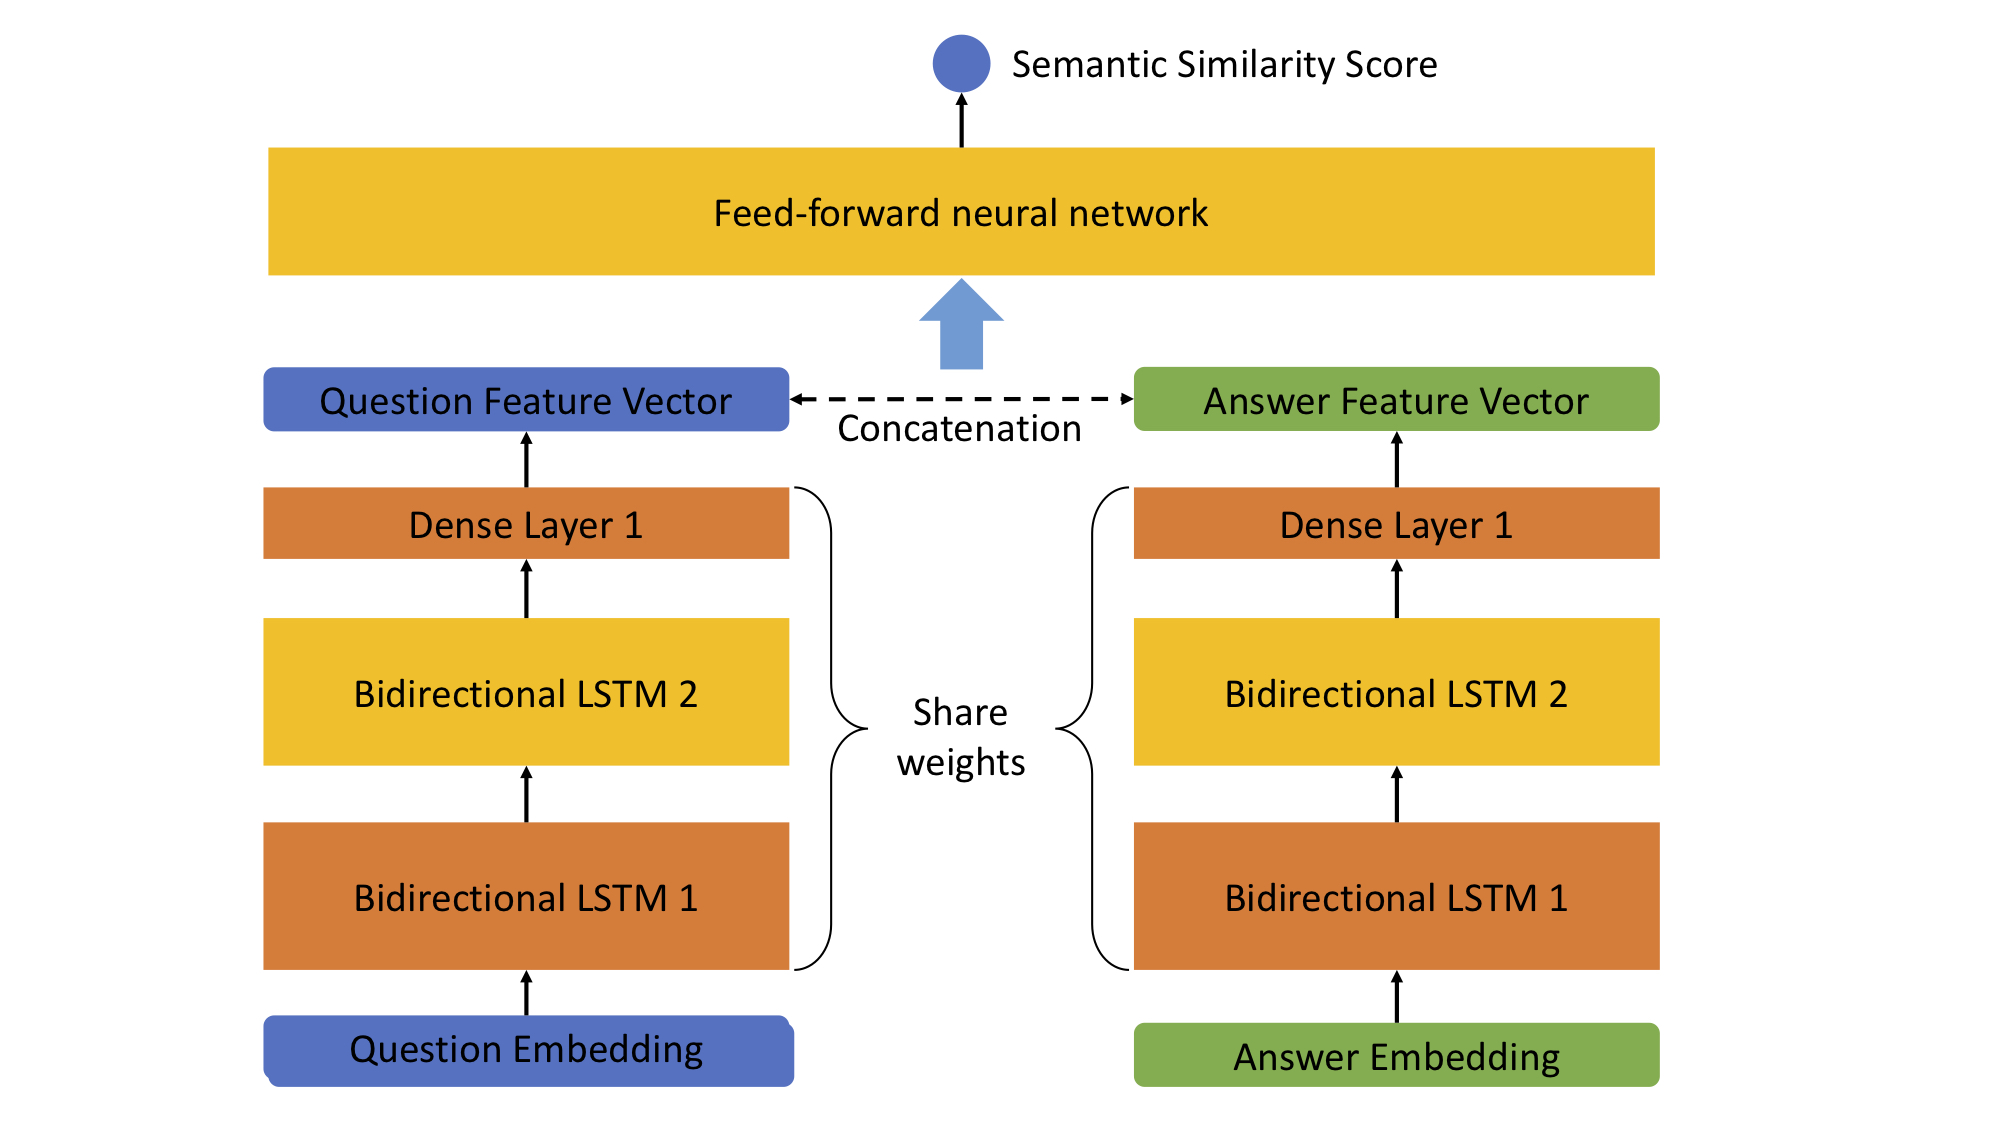 Semantic Similarity Score
Feed-forward neural network
Question Feature Vector
Answer Feature Vector
Concatenation
Dense Layer 1
Dense Layer 1
Bidirectional LSTM 2
Bidirectional LSTM 2
Share
weights
Bidirectional LSTM 1
Bidirectional LSTM 1
Question Embedding
Answer Embedding